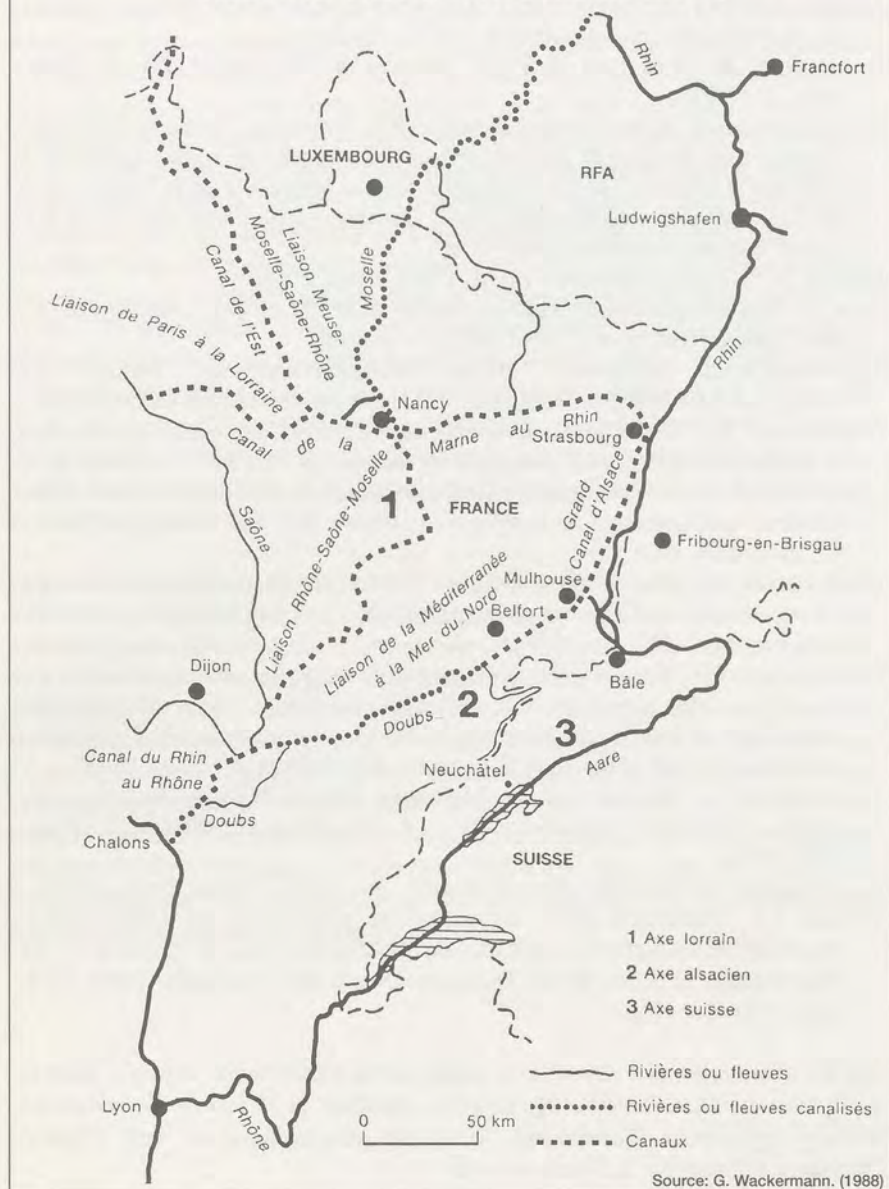 Rhin
Francfort
LUXEMBOURG
RFA
Ludwigshafen
Liaison Meuse-
Moselle-Saône-Rhône
Canal de l'Est
Moselle
Liaison de Paris à la Lorraine
Rhin
Nancy
Canal de la Marne au Rhin
Strasbourg
Grand
Canal d'Alsace
1
FRANCE
Saône
Liaison Rhône-Saône-Moselle
Fribourg-en-Brisgau
Mulhouse
Belfort
Liaison de la Méditerranée
à la Mer du Nord
Dijon
Bâle
2
Doubs
3
Aare
Canal du Rhin
au Rhône
Neuchâtel
Doubs
Chalons
SUISSE
1 Axe lorrain
2 Axe alsacien
3 Axe suisse
Rivières ou fleuves
Lyon
Rhône
Rivières ou fleuves canalisés
0 50 km
Canaux
Source: G. Wackermann. (1988)